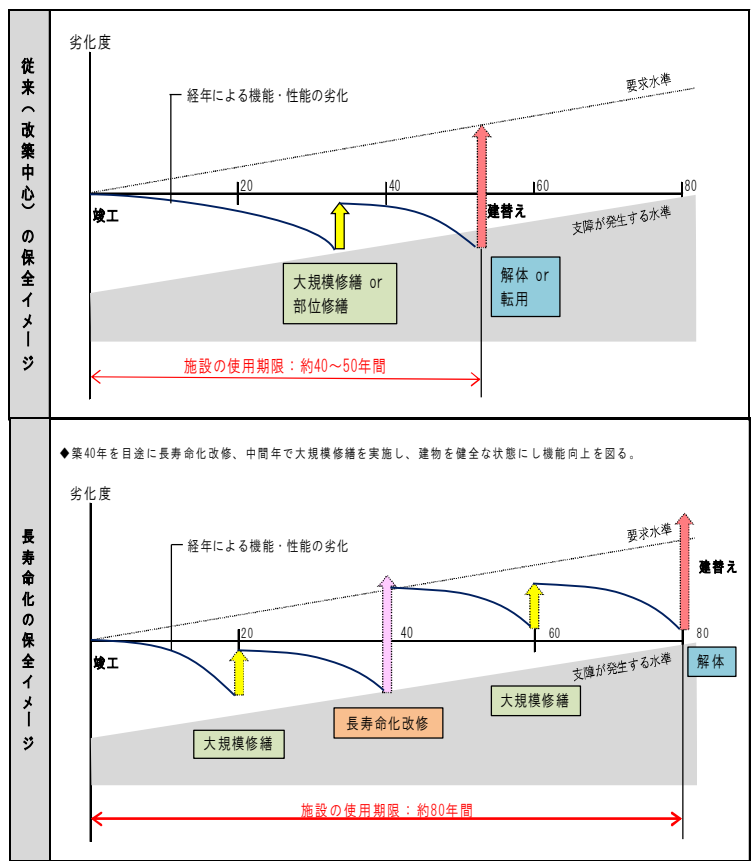 従来（改築中心）の保全イメージ
劣化度
経年による機能・性能の劣化
要求水準
20
40
60
80
竣工
建替え
支障が発生する水準
大規模修繕 or
部位修繕
解体 or
転用
施設の使用期限：約40～50年間
長寿命化の保全イメージ
◆築40年を目途に長寿命化改修、中間年で大規模修繕を実施し、建物を健全な状態にし機能向上を図る。
劣化度
経年による機能・性能の劣化
要求水準
建替え
20
40
60
80
竣工
支障が発生する水準
解体
大規模修繕
長寿命化改修
大規模修繕
施設の使用期限：約80年間